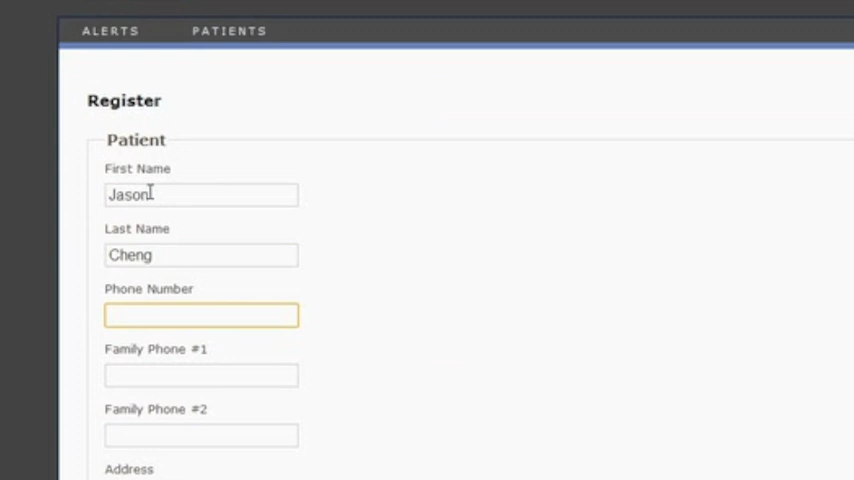 ALERTS PATIENTS
Register
Patient
First Name
Jason
Last Name
Cheng
Phone Number
Family Phone #1
Family Phone #2
Address